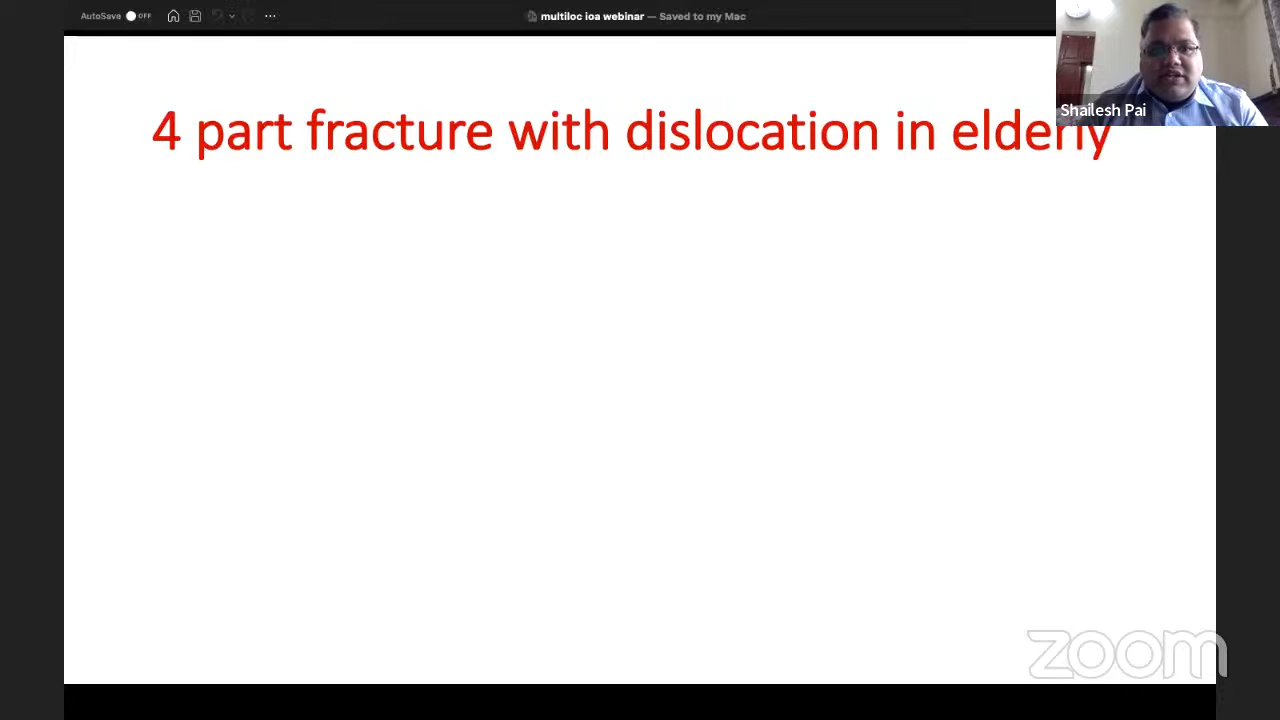 AutoSave OFF
multiloc ioa webinar — Saved to my Mac
4 part fracture with dislocation in elderly
Shailesh Pai
zoom